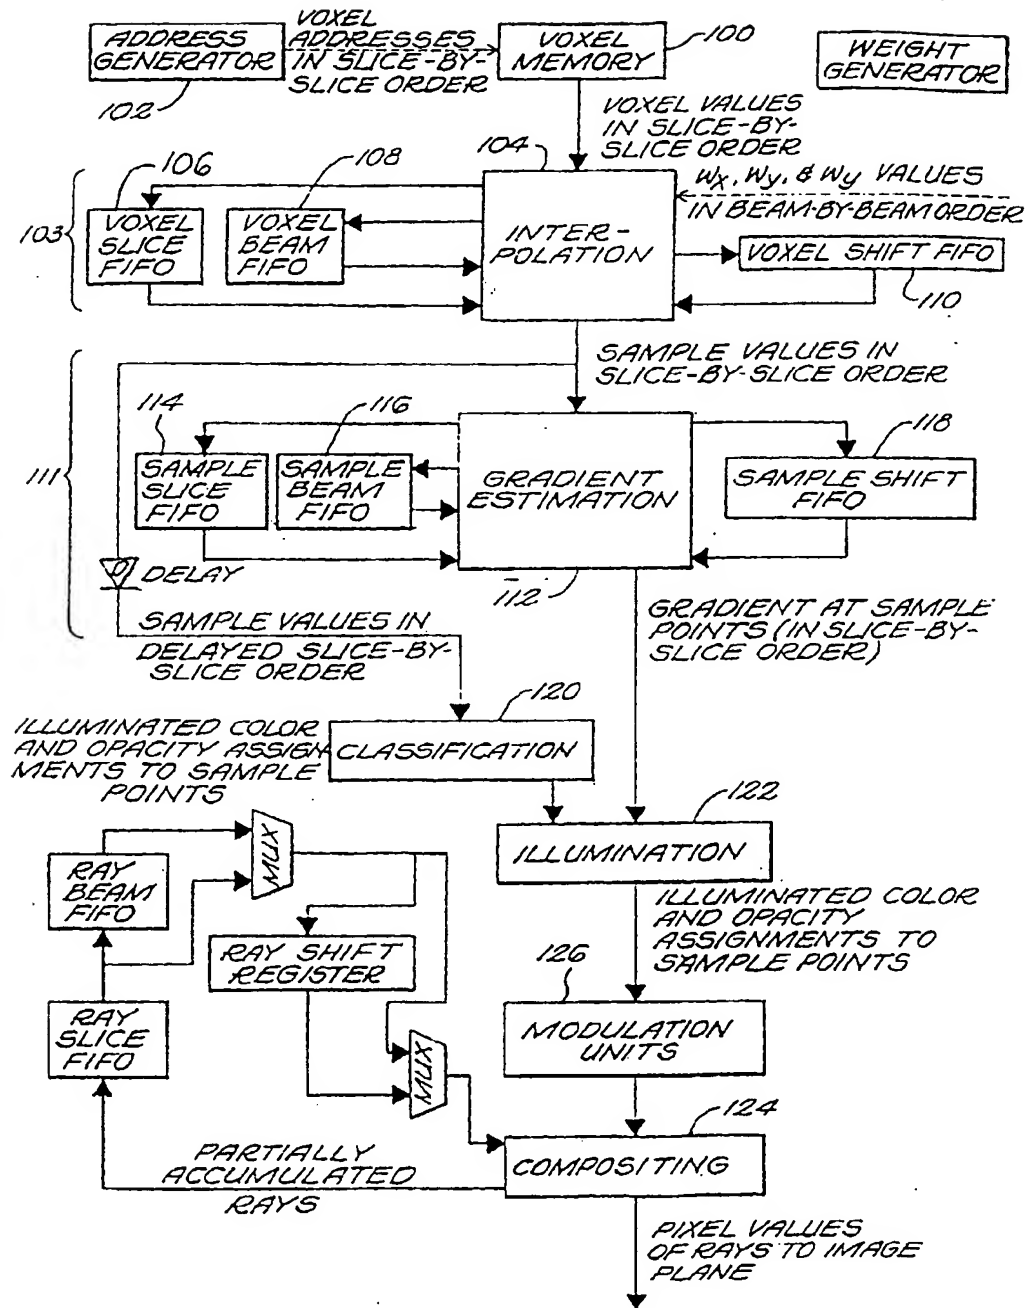 ADDRESS
GENERATOR
102
VOXEL
ADDRESSES
IN SLICE-BY-
SLICE ORDER
VOXEL
MEMORY
100
WEIGHT
GENERATOR
VOXEL VALUES
IN SLICE-BY-
SLICE ORDER
103
106
VOXEL
SLICE
FIFO
108
VOXEL
BEAM
FIFO
104
INTER-
POLATION
Wx, Wy, & Wy VALUES
IN BEAM-BY-BEAM ORDER
VOXEL SHIFT FIFO
110
SAMPLE VALUES IN
SLICE-BY-SLICE ORDER
111
114
SAMPLE
SLICE
FIFO
116
SAMPLE
BEAM
FIFO
GRADIENT
ESTIMATION
112
118
SAMPLE SHIFT
FIFO
D
DELAY
SAMPLE VALUES IN
DELAYED SLICE-BY-
SLICE ORDER
GRADIENT AT SAMPLE
POINTS (IN SLICE-BY-
SLICE ORDER)
ILLUMINATED COLOR
AND OPACITY ASSIGN-
MENTS TO SAMPLE
POINTS
120
CLASSIFICATION
122
ILLUMINATION
RAY
BEAM
FIFO
MUX
RAY SHIFT
REGISTER
ILLUMINATED COLOR
AND OPACITY
ASSIGNMENTS TO
SAMPLE POINTS
RAY
SLICE
FIFO
MUX
126
MODULATION
UNITS
124
COMPOSITING
PARTIALLY
ACCUMULATED
RAYS
PIXEL VALUES
OF RAYS TO IMAGE
PLANE